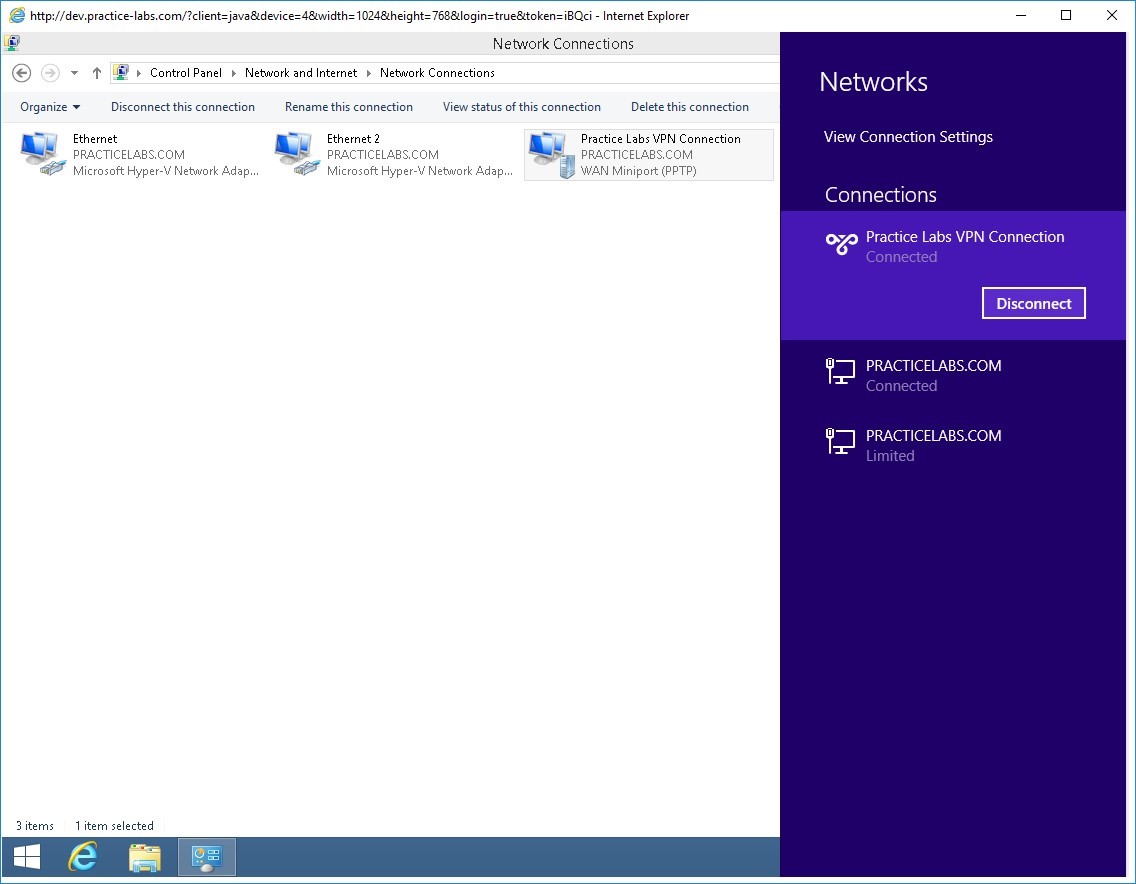 http://dev.practice-labs.com/?client=java&device=4&width=1024&height=768&login=true&token=iBQci - Internet Explorer
Network Connections
Control Panel Network and Internet Network Connections
Organize Disconnect this connection Rename this connection View status of this connection Delete this connection
Ethernet
PRACTICELABS.COM
Microsoft Hyper-V Network Adap...
Ethernet 2
PRACTICELABS.COM
Microsoft Hyper-V Network Adap...
Practice Labs VPN Connection
PRACTICELABS.COM
WAN Miniport (PPTP)
3 items 1 item selected
Networks
View Connection Settings
Connections
Practice Labs VPN Connection
Connected
Disconnect
PRACTICELABS.COM
Connected
PRACTICELABS.COM
Limited